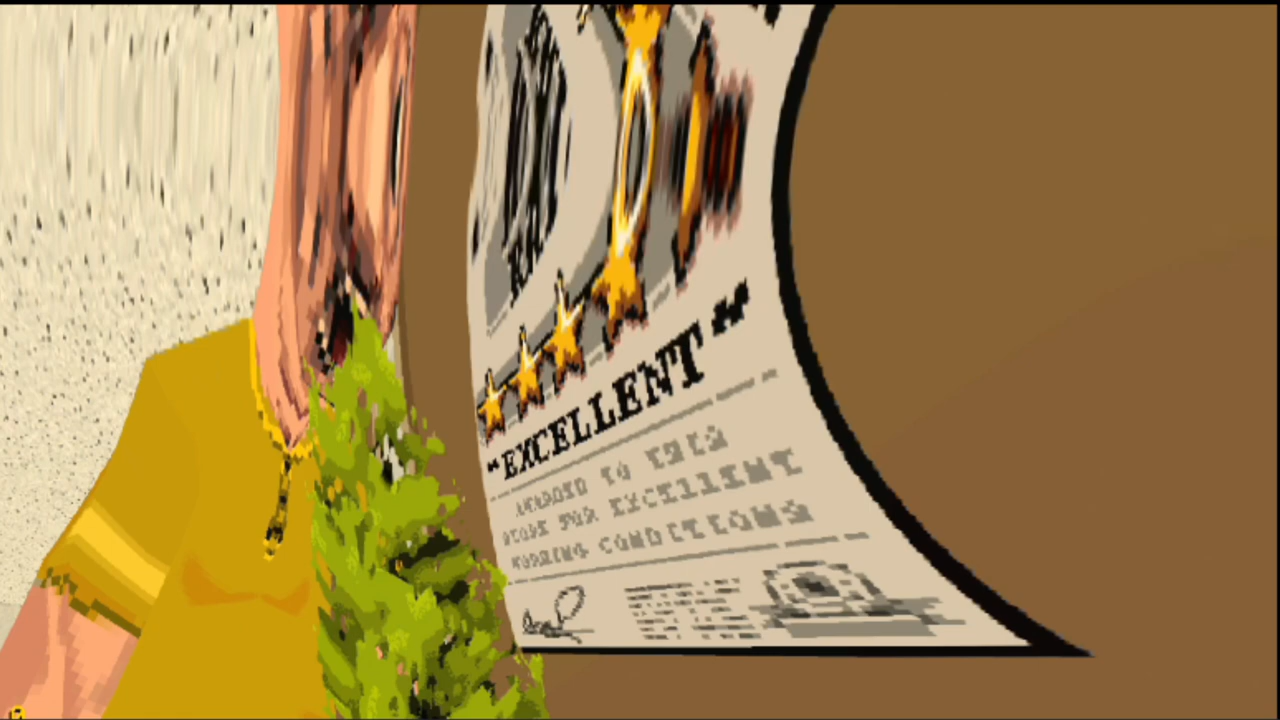 "EXCELLENT"
AWARDED TO THIS
STORE FOR EXCELLENT
WORKING CONDITIONS